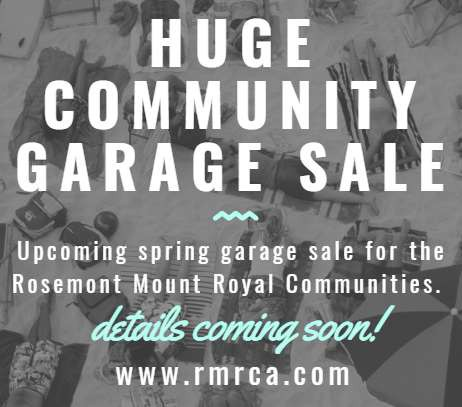 HUGE
COMMUNITY
GARAGE SALE
Upcoming spring garage sale for the
Rosemont Mount Royal Communities.
details coming soon!
www.rmrca.com